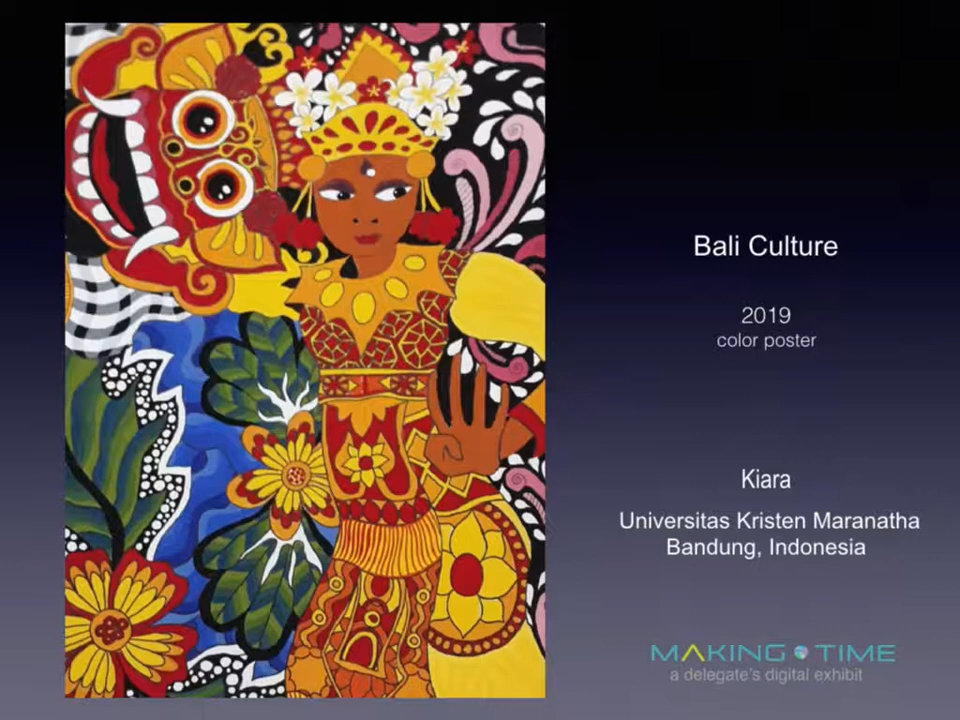 Bali Culture
2019
color poster
Kiara
Universitas Kristen Maranatha
Bandung, Indonesia
MAKING TIME
a delegate's digital exhibit